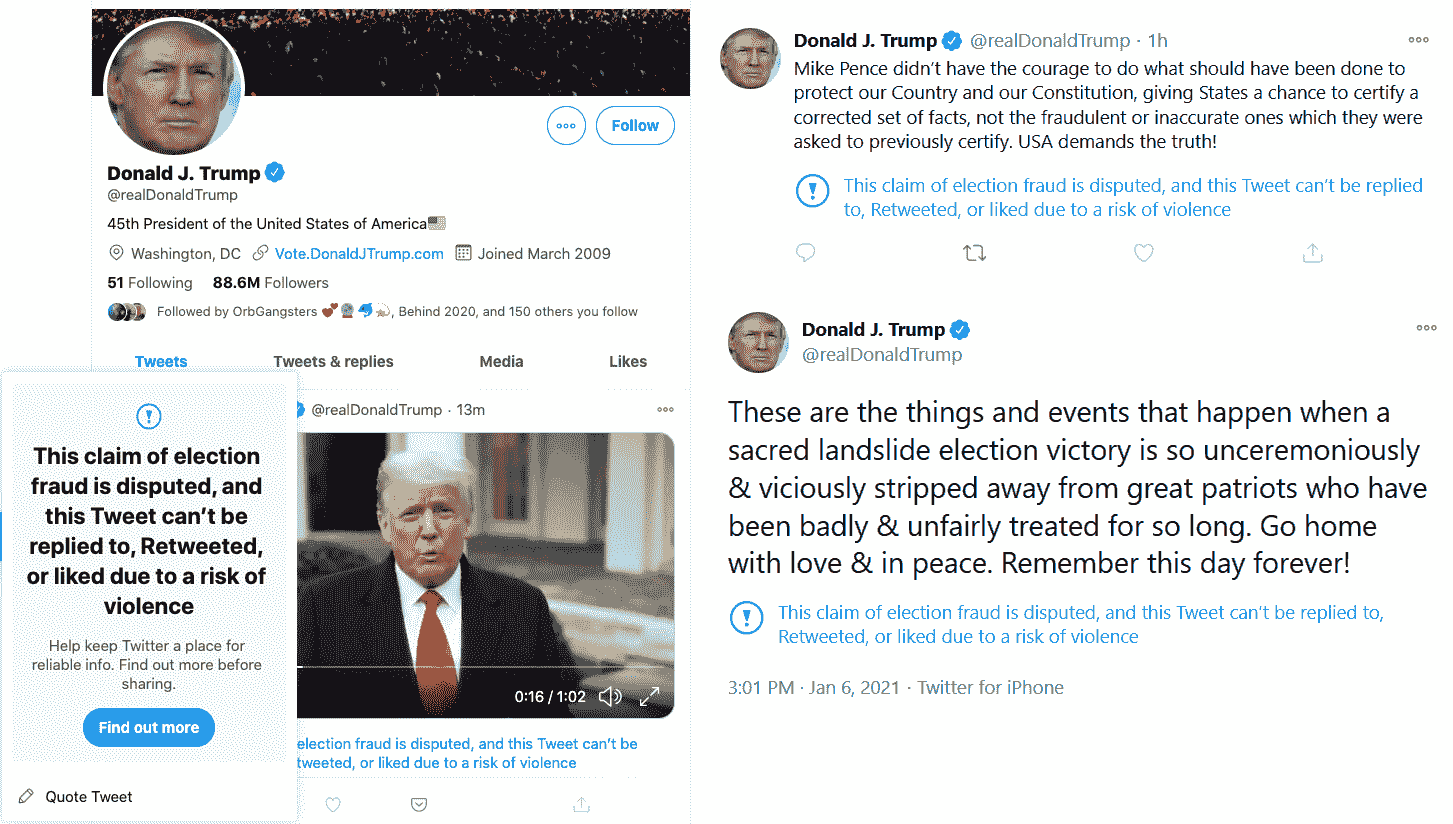 Follow
Donald J. Trump
@realDonaldTrump
45th President of the United States of America🇺🇸
Washington, DC Vote.DonaldJTrump.com Joined March 2009
51 Following 88.6M Followers
Followed by OrbGangsters 💕🔮🐬💫, Behind 2020, and 150 others you follow
Tweets Tweets & replies Media Likes
@realDonaldTrump · 13m
0:16 / 1:02
election fraud is disputed, and this Tweet can’t be
tweeted, or liked due to a risk of violence
This claim of election
fraud is disputed, and
this Tweet can’t be
replied to, Retweeted,
or liked due to a risk of
violence
Help keep Twitter a place for
reliable info. Find out more before
sharing.
Find out more
Quote Tweet
Donald J. Trump @realDonaldTrump · 1h
Mike Pence didn’t have the courage to do what should have been done to
protect our Country and our Constitution, giving States a chance to certify a
corrected set of facts, not the fraudulent or inaccurate ones which they were
asked to previously certify. USA demands the truth!
This claim of election fraud is disputed, and this Tweet can’t be replied
to, Retweeted, or liked due to a risk of violence
Donald J. Trump
@realDonaldTrump
These are the things and events that happen when a
sacred landslide election victory is so unceremoniously
& viciously stripped away from great patriots who have
been badly & unfairly treated for so long. Go home
with love & in peace. Remember this day forever!
This claim of election fraud is disputed, and this Tweet can’t be replied to,
Retweeted, or liked due to a risk of violence
3:01 PM · Jan 6, 2021 · Twitter for iPhone